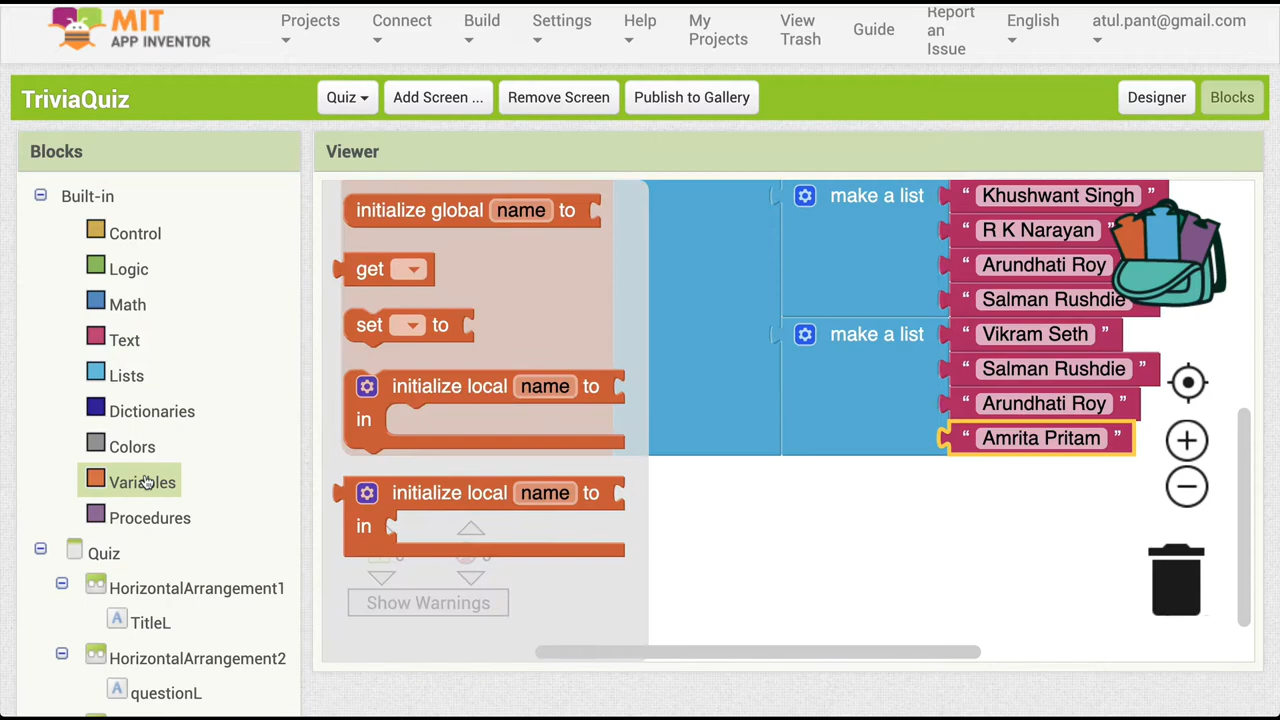 MIT
APP INVENTOR
Projects
Connect
Build
Settings
Help
My
Projects
View
Trash
Guide
Report
an
Issue
English
atul.pant@gmail.com
TriviaQuiz
Quiz
Add Screen ...
Remove Screen
Publish to Gallery
Designer
Blocks
Blocks
Viewer
Built-in
Control
Logic
Math
Text
Lists
Dictionaries
Colors
Variables
Procedures
Quiz
HorizontalArrangement1
TitleL
HorizontalArrangement2
questionL
initialize global name to
get
set to
initialize local name to
in
initialize local name to
in
Show Warnings
make a list
“ Khushwant Singh ”
“ R K Narayan ”
“ Arundhati Roy
“ Salman Rushdie
make a list
“ Vikram Seth ”
“ Salman Rushdie ”
“ Arundhati Roy ”
“ Amrita Pritam ”